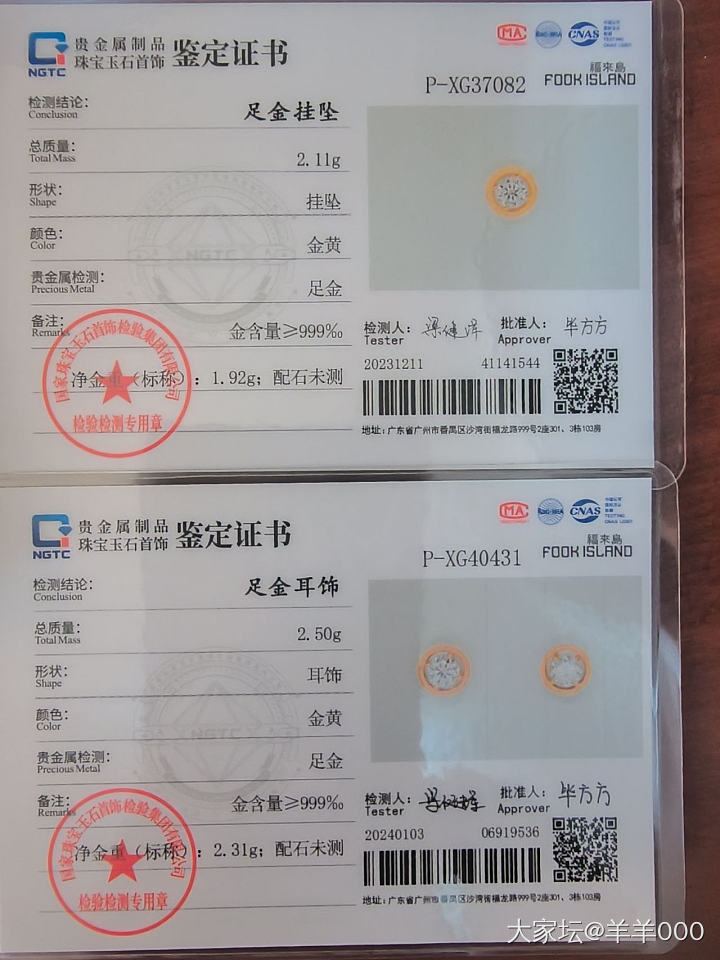 NGTC
贵金属制品
珠宝玉石首饰
鉴定证书
MA
ilac-MRA
CNAS
TESTING
P-XG37082
福來島
FOOK ISLAND
检测结论:
Conclusion
足金挂坠
总质量:
Total Mass
2.11g
形状:
Shape
挂坠
颜色:
Color
金黄
贵金属检测:
Precious Metal
足金
备注:
Remarks
金含量≥999‰
净金重(标称):1.92g;配石未测
国家珠宝玉石首饰检验集团有限公司
检验检测专用章
NGTC
检测人:
Tester
批准人:
Approver
毕方方
20231211
41141544
地址:广东省广州市番禺区沙湾街福龙路999号2座301、3栋103房
NGTC
贵金属制品
珠宝玉石首饰
鉴定证书
MA
ilac-MRA
CNAS
TESTING
P-XG40431
福來島
FOOK ISLAND
检测结论:
Conclusion
足金耳饰
总质量:
Total Mass
2.50g
形状:
Shape
耳饰
颜色:
Color
金黄
贵金属检测:
Precious Metal
足金
备注:
Remarks
金含量≥999‰
净金重(标称):2.31g;配石未测
国家珠宝玉石首饰检验集团有限公司
检验检测专用章
NGTC
检测人:
Tester
批准人:
Approver
毕方方
20240103
06919536
地址:广东省广州市番禺区沙湾街福龙路999号2座301、3栋103房
大家坛@羊羊000